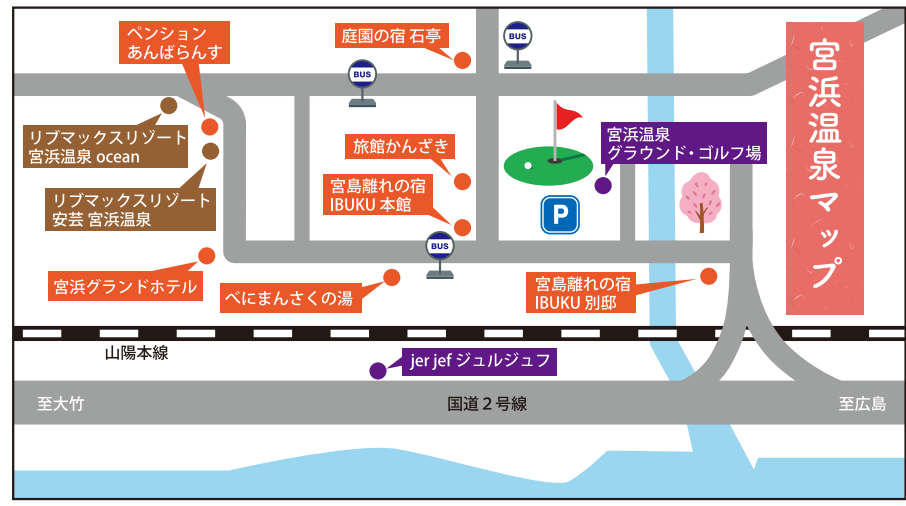 宮浜温泉マップ
ペンション
あんばらんす
庭園の宿 石亭
BUS
BUS
リブマックスリゾート
宮浜温泉 ocean
旅館かんざき
宮浜温泉
グラウンド・ゴルフ場
リブマックスリゾート
安芸 宮浜温泉
宮島離れの宿
IBUKU 本館
P
BUS
宮浜グランドホテル
べにまんさくの湯
宮島離れの宿
IBUKU 別邸
山陽本線
jer jef ジュルジュフ
至大竹
国道２号線
至広島